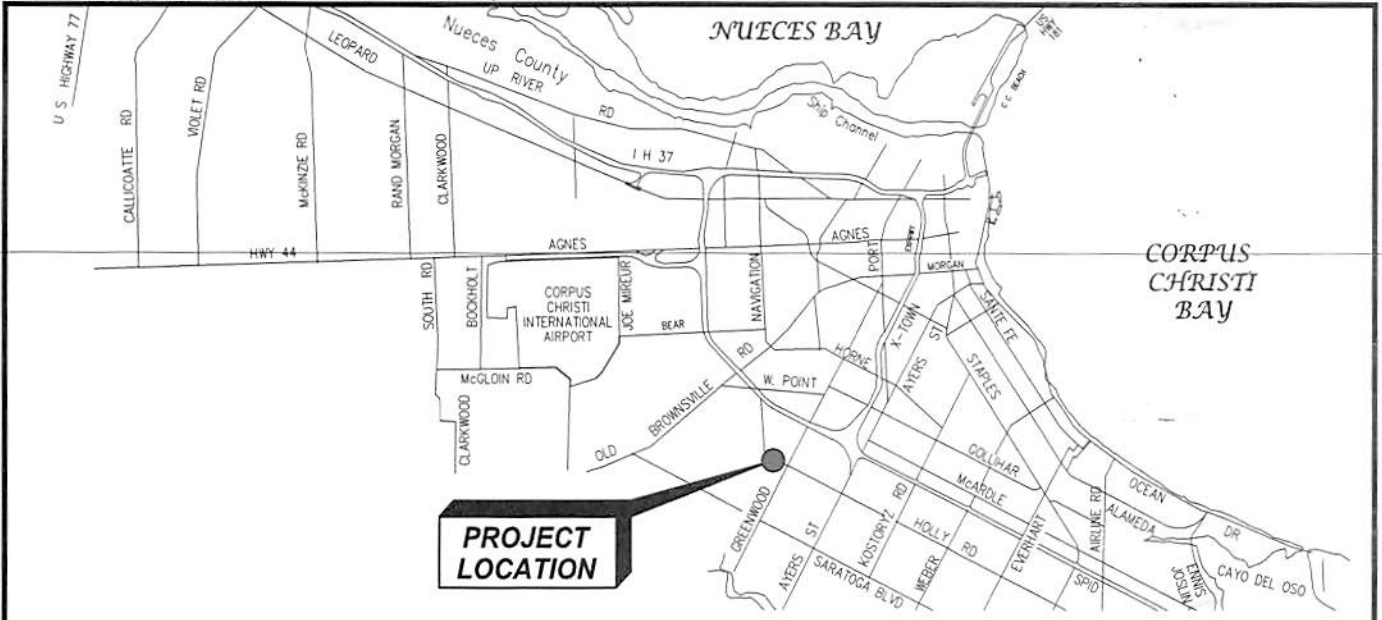 NUECES BAY
US HWY 181
C.C. BEACH
U S HIGHWAY 77
LEOPARD
Nueces County
UP RIVER
RD
Ship Channel
CALLICOATTE RD
VIOLET RD
McKINZIE RD
RAND MORGAN
CLARKWOOD
I H 37
HWY 44
AGNES
AGNES
PORT
EXPWY
MORGAN
CORPUS
CHRISTI
BAY
SOUTH RD
BOCKHOLT
CORPUS
CHRISTI
INTERNATIONAL
AIRPORT
JOE MIREUR
BEAR
NAVIGATION
X-TOWN
AYERS ST
SANTE FE
STAPLES
HORNE
McGLOIN RD
W. POINT
OLD BROWNSVILLE RD
CLARKWOOD
GOLLIHAR
McARDLE
OCEAN DR
ALAMEDA
AIRLINE RD
PROJECT
LOCATION
GREENWOOD
AYERS ST
KOSTORYZ RD
WEBER
HOLLY RD
EVERHART
SARATOGA BLVD
SPID
ENNIS
JOSLIN
CAYO DEL OSO